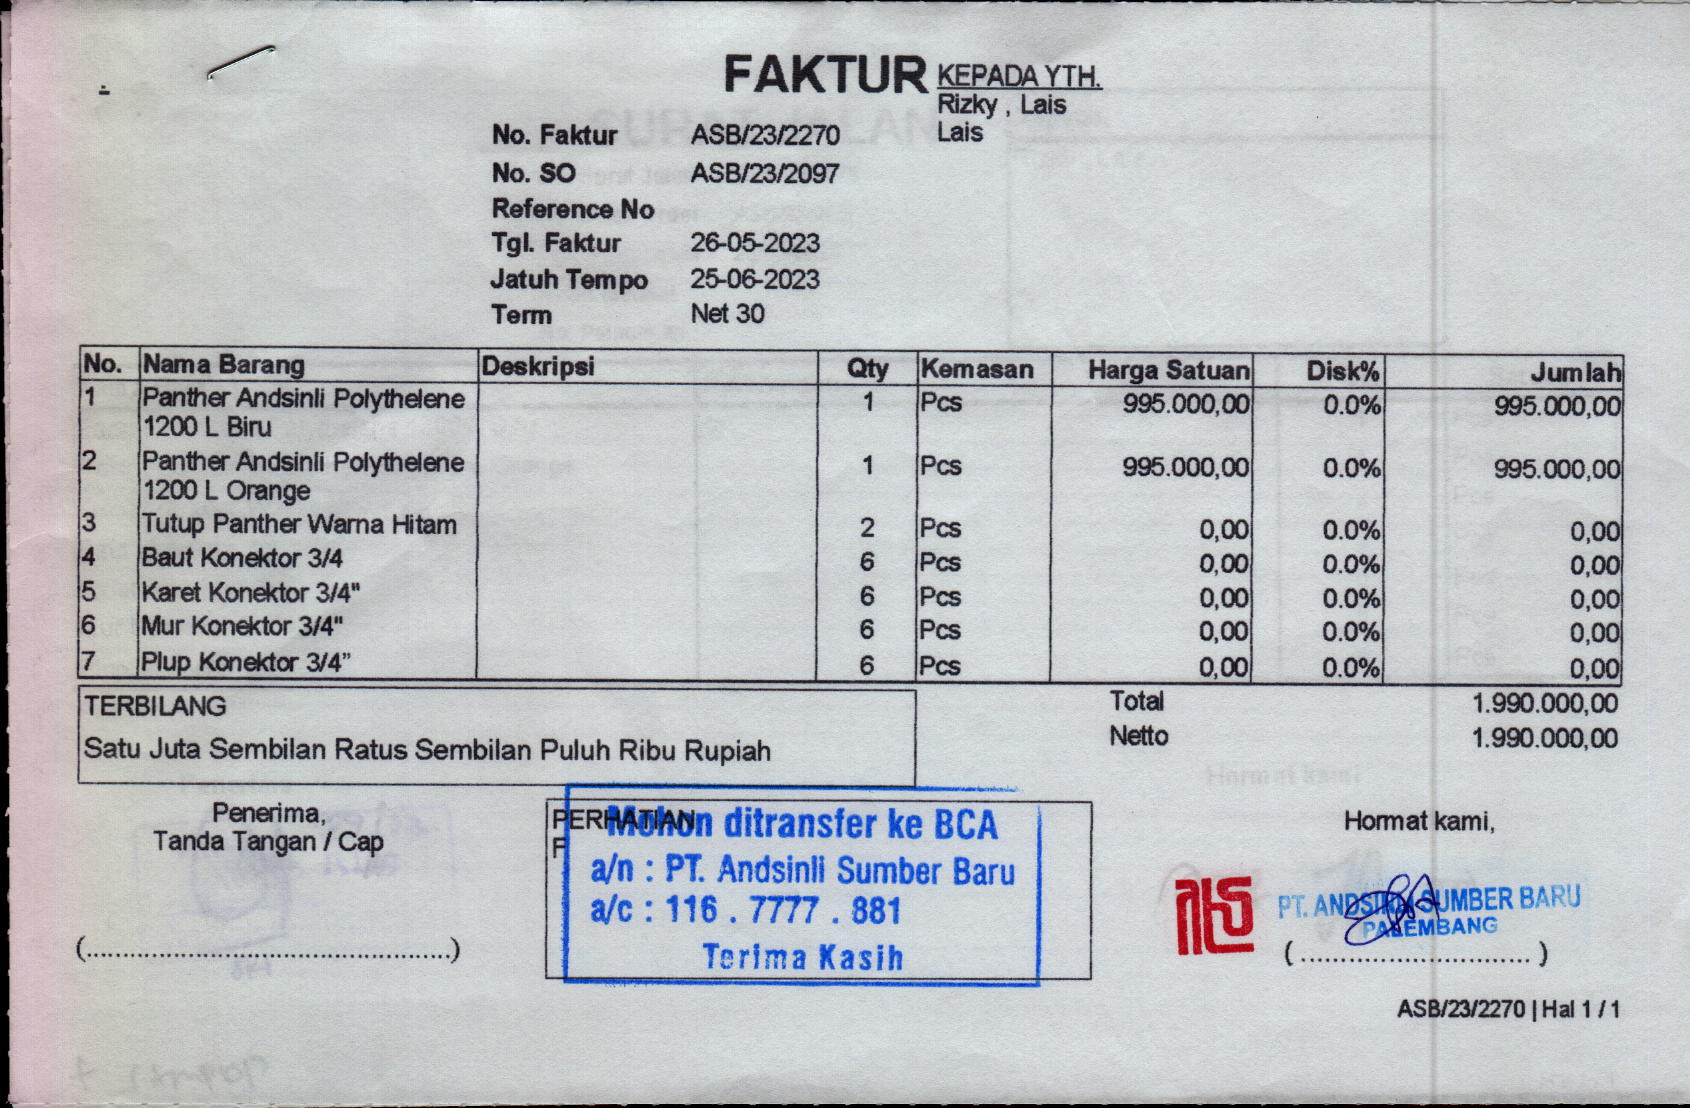 FAKTUR
KEPADA YTH.
Rizky , Lais
Lais
No. Faktur ASB/23/2270
No. SO ASB/23/2097
Reference No
Tgl. Faktur 26-05-2023
Jatuh Tempo 25-06-2023
Term Net 30
No. Nama Barang Deskripsi Qty Kemasan Harga Satuan Disk% Jumlah
1 Panther Andsinli Polythelene 1 Pcs 995.000,00 0.0% 995.000,00
1200 L Biru
2 Panther Andsinli Polythelene 1 Pcs 995.000,00 0.0% 995.000,00
1200 L Orange
3 Tutup Panther Warna Hitam 2 Pcs 0,00 0.0% 0,00
4 Baut Konektor 3/4 6 Pcs 0,00 0.0% 0,00
5 Karet Konektor 3/4" 6 Pcs 0,00 0.0% 0,00
6 Mur Konektor 3/4" 6 Pcs 0,00 0.0% 0,00
7 Plup Konektor 3/4” 6 Pcs 0,00 0.0% 0,00
TERBILANG
Satu Juta Sembilan Ratus Sembilan Puluh Ribu Rupiah
Total 1.990.000,00
Netto 1.990.000,00
Penerima,
Tanda Tangan / Cap
(....................................................)
PERHATIAN
F
Mohon ditransfer ke BCA
a/n : PT. Andsinli Sumber Baru
a/c : 116 . 7777 . 881
Terima Kasih
Hormat kami,
PT. ANDSINLI SUMBER BARU
PALEMBANG
( ................................ )
ASB/23/2270 | Hal 1 / 1